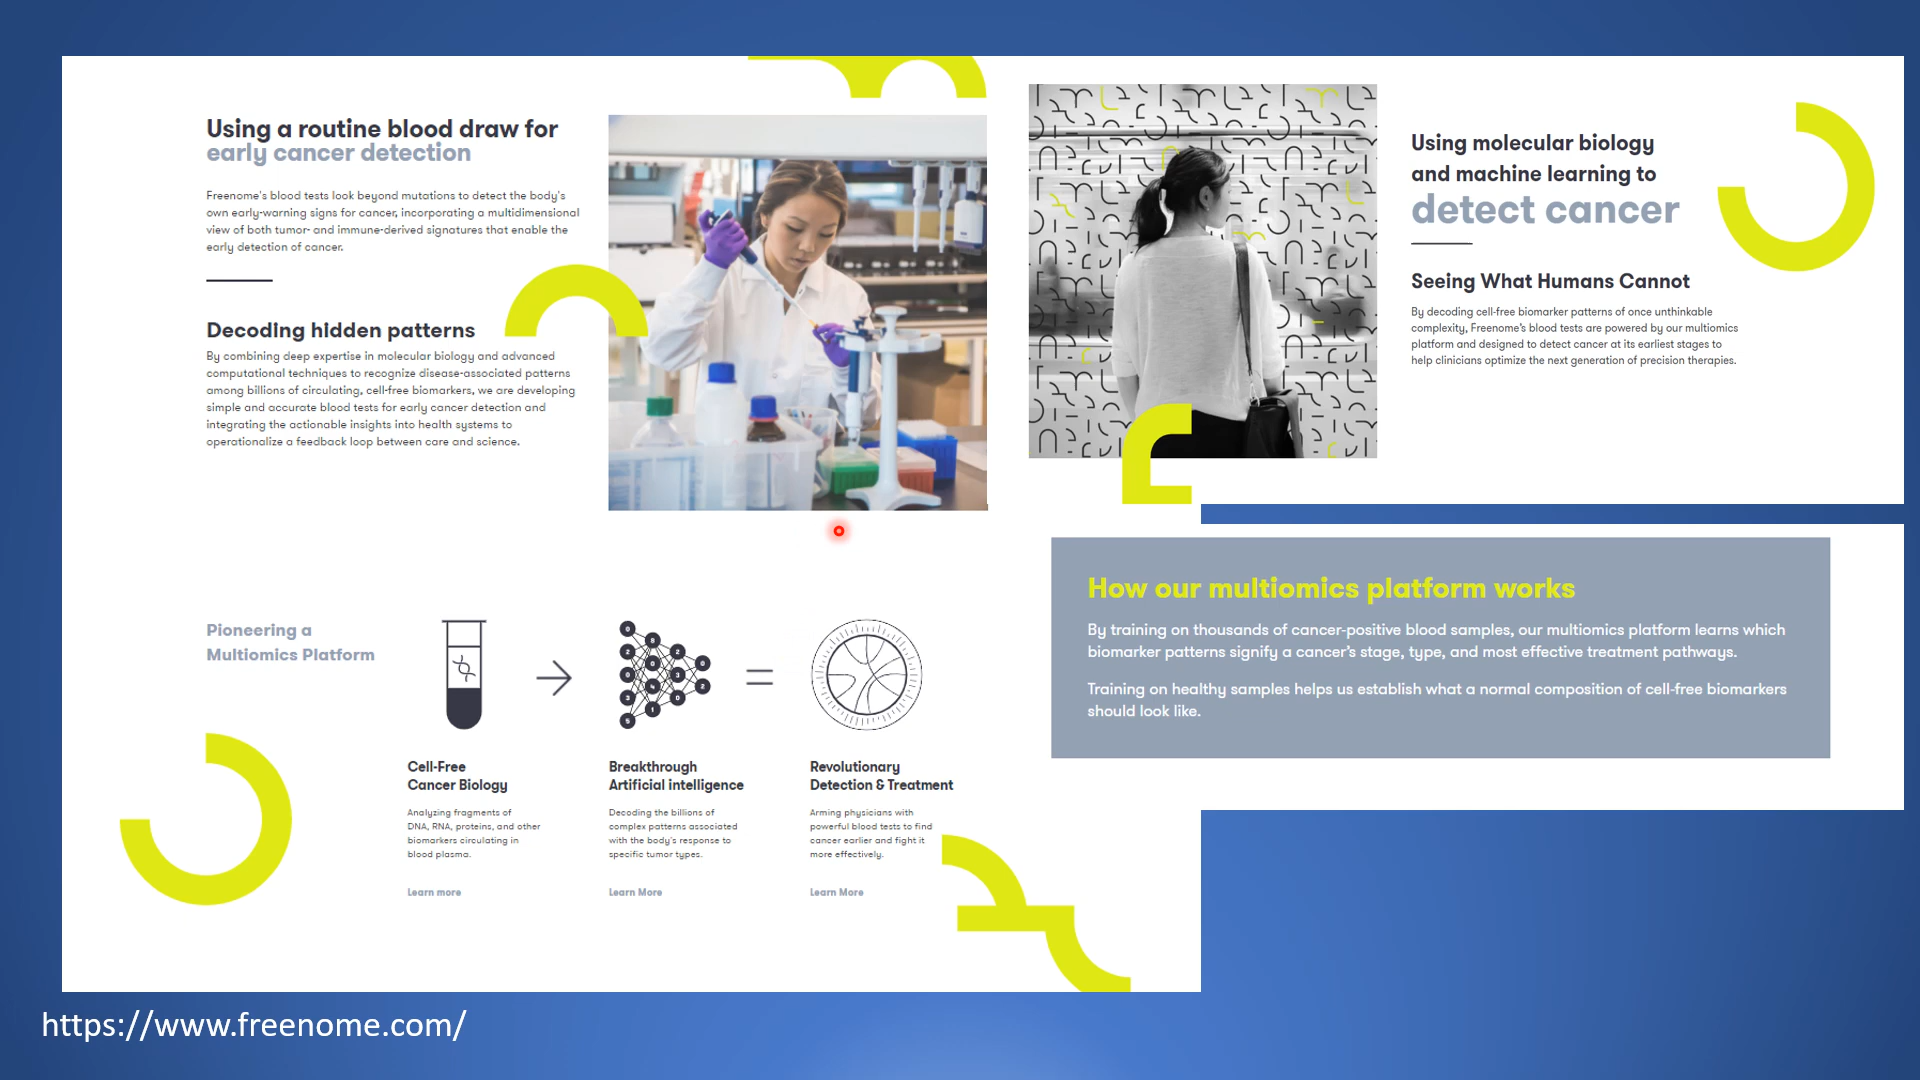 Using a routine blood draw for
early cancer detection
Freenome's blood tests look beyond mutations to detect the body's
own early-warning signs for cancer, incorporating a multidimensional
view of both tumor- and immune-derived signatures that enable the
early detection of cancer.
Decoding hidden patterns
By combining deep expertise in molecular biology and advanced
computational techniques to recognize disease-associated patterns
among billions of circulating, cell-free biomarkers, we are developing
simple and accurate blood tests for early cancer detection and
integrating the actionable insights into health systems to
operationalize a feedback loop between care and science.
Using molecular biology
and machine learning to
detect cancer
Seeing What Humans Cannot
By decoding cell-free biomarker patterns of once unthinkable
complexity, Freenome's blood tests are powered by our multiomics
platform and designed to detect cancer at its earliest stages to
help clinicians optimize the next generation of precision therapies.
Pioneering a
Multiomics Platform
Cell-Free
Cancer Biology
Analyzing fragments of
DNA, RNA, proteins, and other
biomarkers circulating in
blood plasma.
Learn more
Breakthrough
Artificial intelligence
Decoding the billions of
complex patterns associated
with the body's response to
specific tumor types.
Learn More
Revolutionary
Detection & Treatment
Arming physicians with
powerful blood tests to find
cancer earlier and fight it
more effectively.
Learn More
How our multiomics platform works
By training on thousands of cancer-positive blood samples, our multiomics platform learns which
biomarker patterns signify a cancer's stage, type, and most effective treatment pathways.
Training on healthy samples helps us establish what a normal composition of cell-free biomarkers
should look like.
https://www.freenome.com/